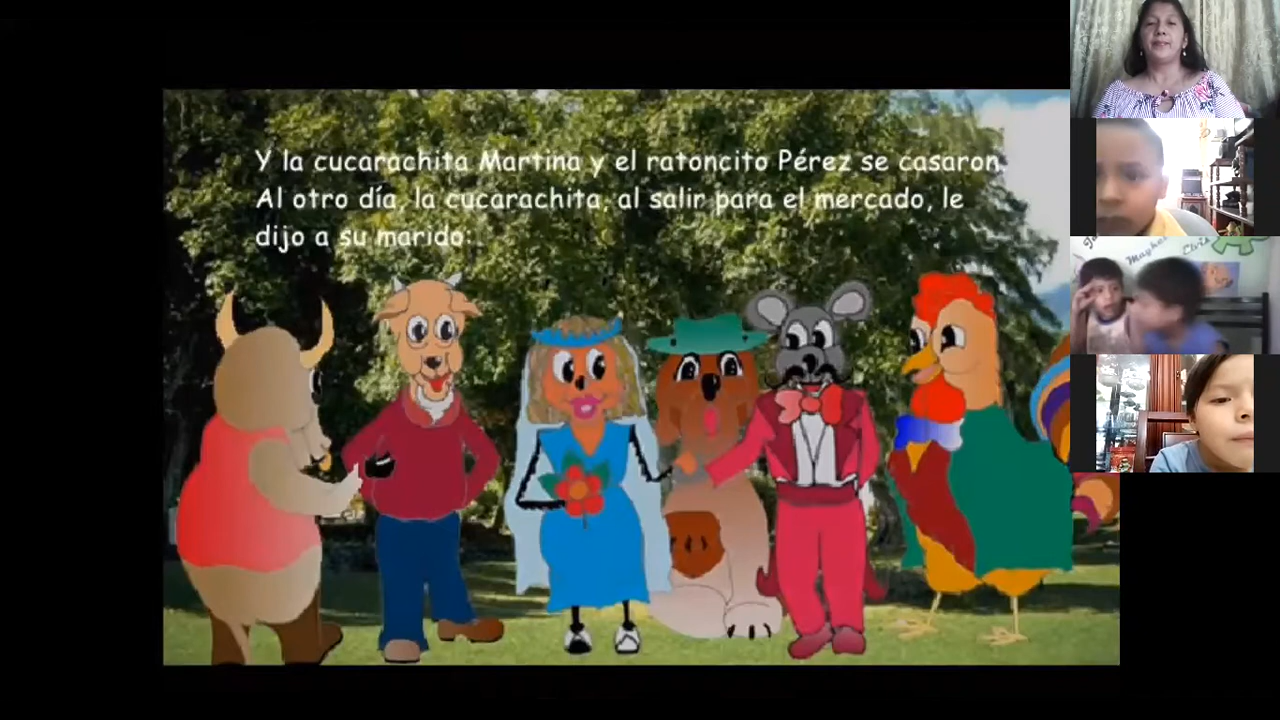 Y la cucarachita Martina y el ratoncito Pérez se casaron.
Al otro día, la cucarachita, al salir para el mercado, le
dijo a su marido: